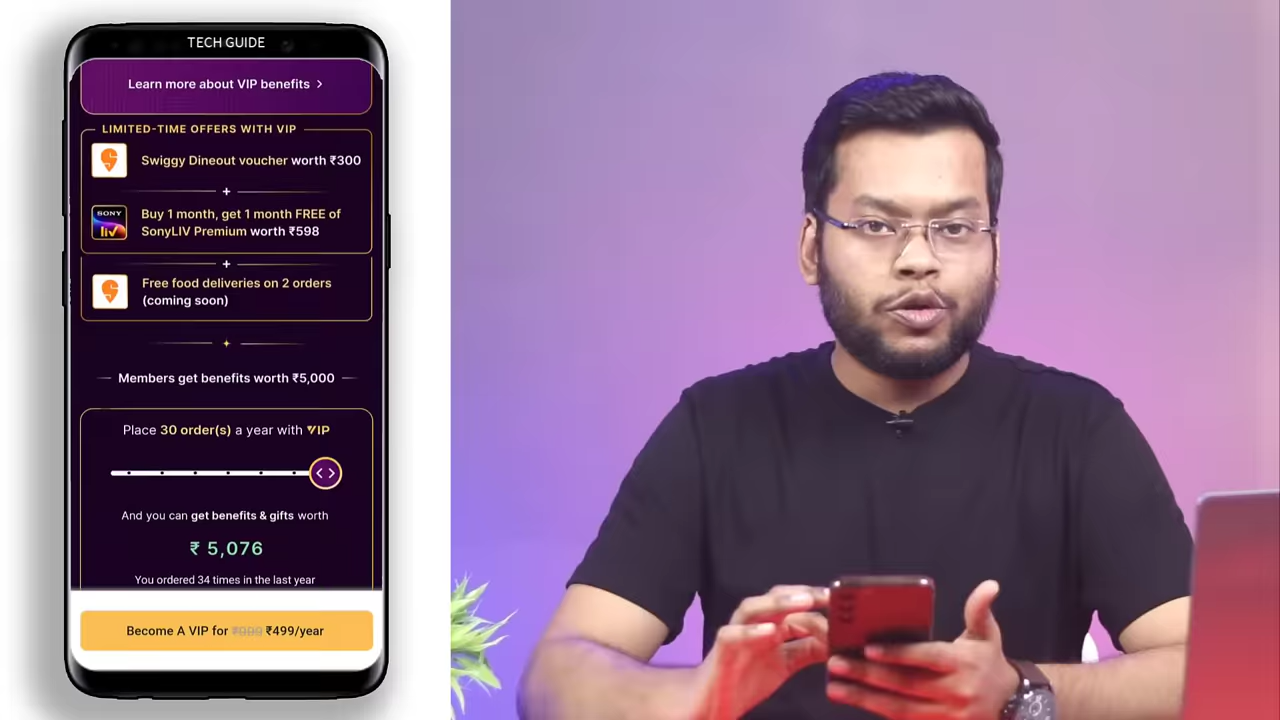 TECH GUIDE
Learn more about VIP benefits >
LIMITED-TIME OFFERS WITH VIP
Swiggy Dineout voucher worth ₹300
+
SONY
liv
Buy 1 month, get 1 month FREE of
SonyLIV Premium worth ₹598
+
Free food deliveries on 2 orders
(coming soon)
Members get benefits worth ₹5,000
Place 30 order(s) a year with VIP
< >
And you can get benefits & gifts worth
₹ 5,076
You ordered 34 times in the last year
Become A VIP for ₹999 ₹499/year